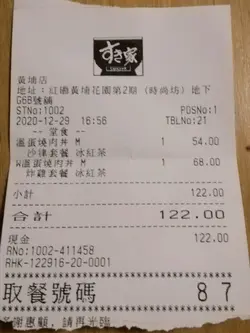 すき家
SUKIYA
黃埔店
地址：紅磡黃埔花園第2期 (時尚坊) 地下
G6B號舖
STNo:1002 POSNo:1
2020-12-29 16:56 TBLNo:21
-- 堂食 --
溫蛋燒肉丼 M 1 54.00
沙律套餐 冰紅茶
W溫蛋燒肉丼 M 1 68.00
炸雞套餐 冰紅茶
小計 122.00
合計 122.00
現金 122.00
RNo:1002-411458
RHK-122916-20-0001
取餐號碼 87
多謝惠顧，請再光臨